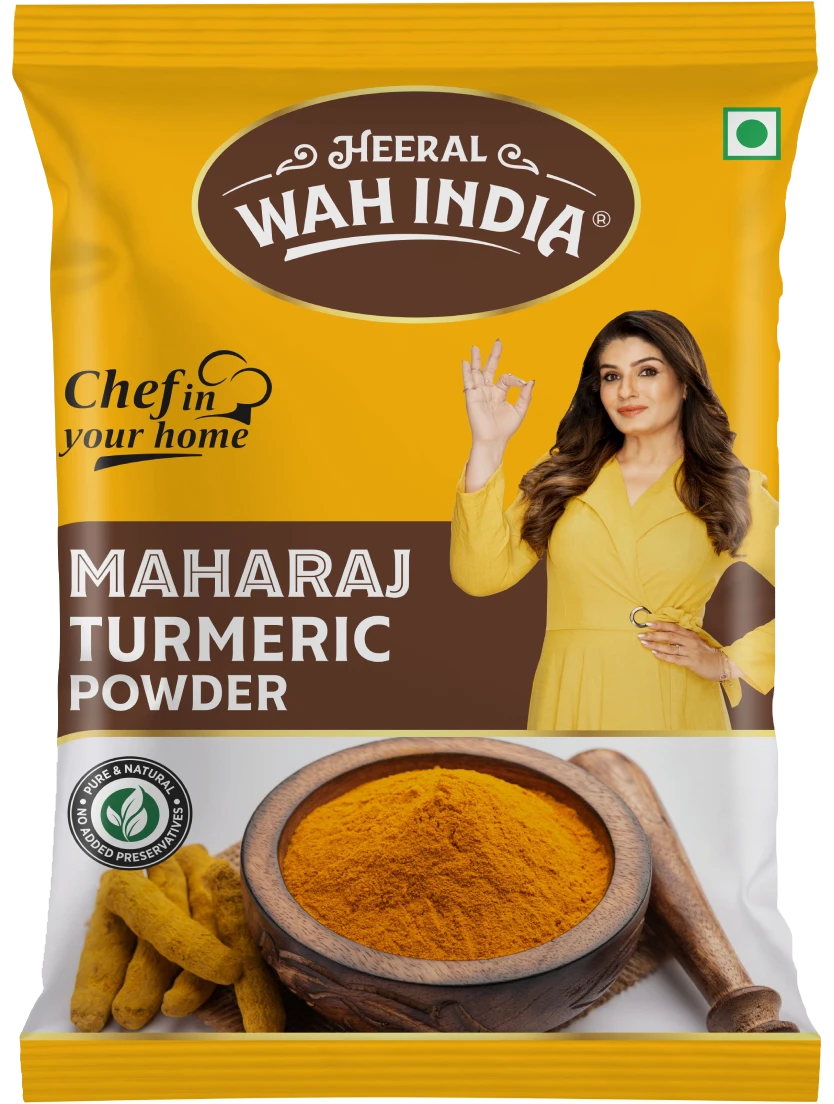 HEERAL
WAH INDIA®
Chef in
your home
MAHARAJ
TURMERIC
POWDER
• PURE & NATURAL •
NO ADDED PRESERVATIVES